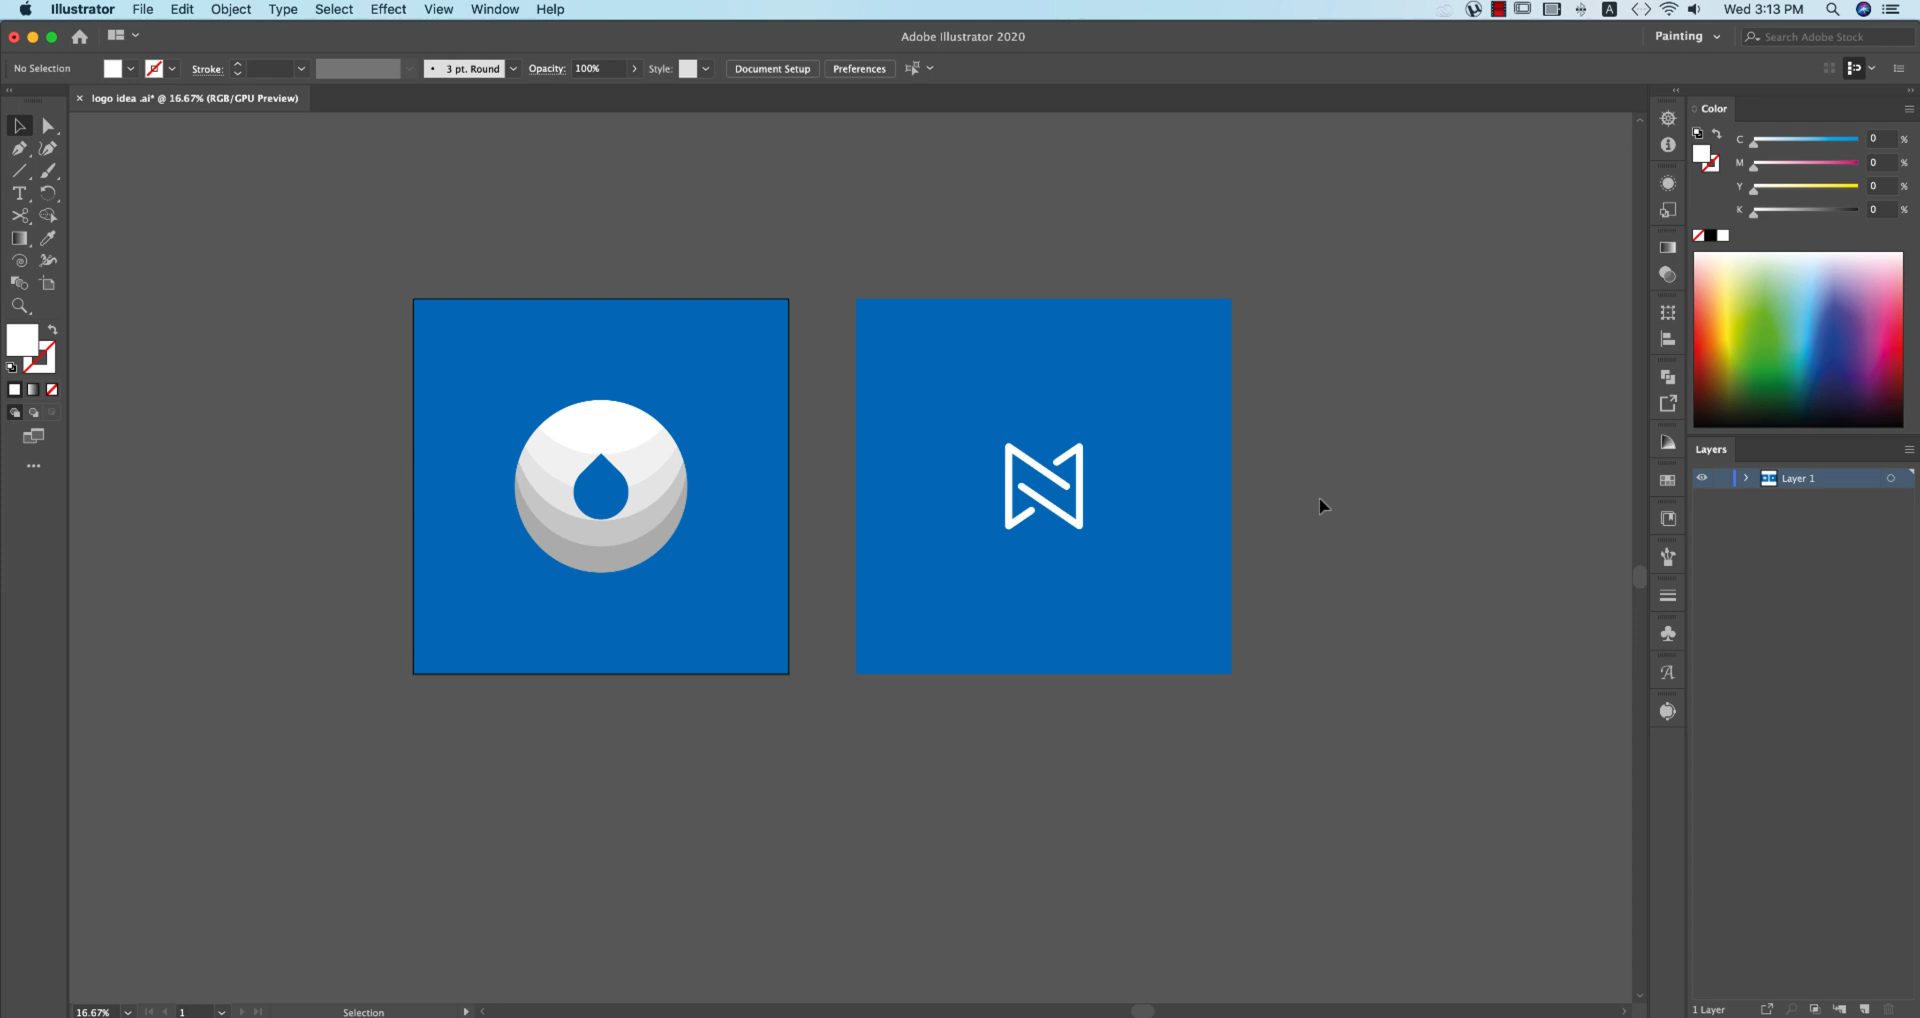 Illustrator File Edit Object Type Select Effect View Window Help
A
Wed 3:13 PM
Adobe Illustrator 2020
Painting
Search Adobe Stock
No Selection
Stroke:
3 pt. Round
Opacity: 100%
Style:
Document Setup
Preferences
logo idea .ai* @ 16.67% (RGB/GPU Preview)
Color
C 0 %
M 0 %
Y 0 %
K 0 %
N
Layers
Layer 1
1 Layer
16.67%
1
Selection